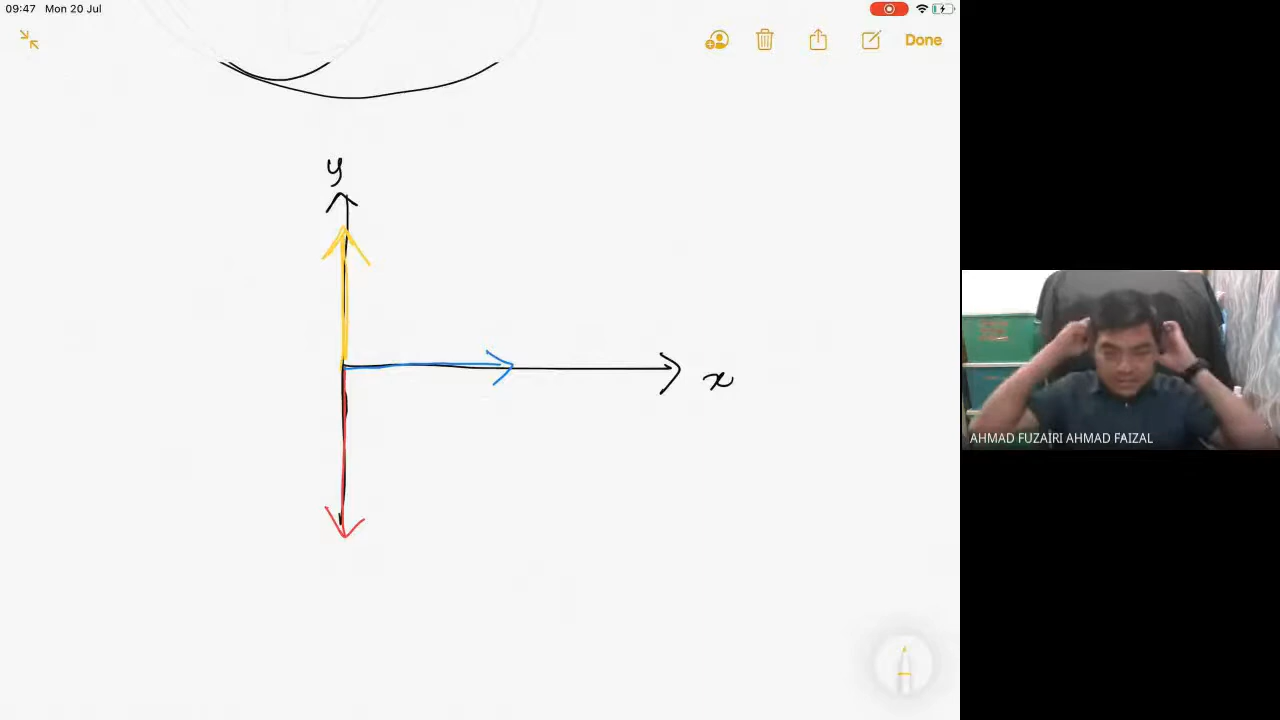 09:47 Mon 20 Jul
Done
y
x
AHMAD FUZAIRI AHMAD FAIZAL